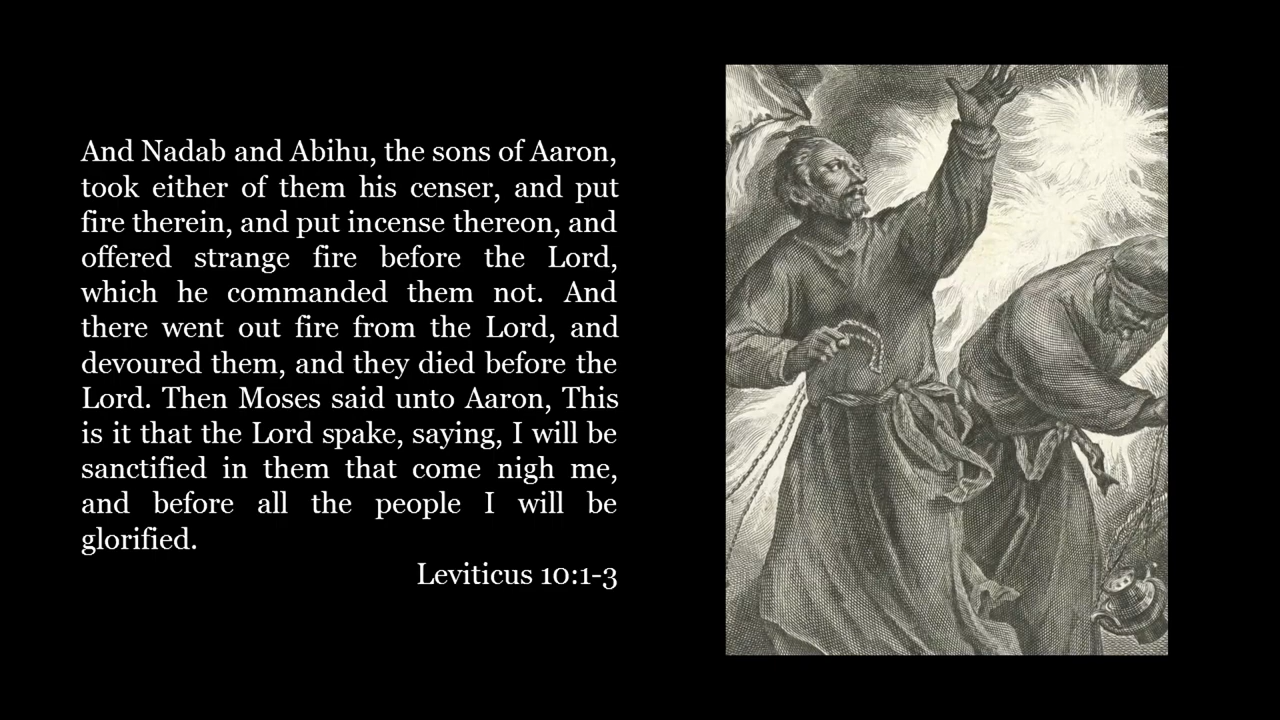 And Nadab and Abihu, the sons of Aaron,
took either of them his censer, and put
fire therein, and put incense thereon, and
offered strange fire before the Lord,
which he commanded them not. And
there went out fire from the Lord, and
devoured them, and they died before the
Lord. Then Moses said unto Aaron, This
is it that the Lord spake, saying, I will be
sanctified in them that come nigh me,
and before all the people I will be
glorified.
Leviticus 10:1-3